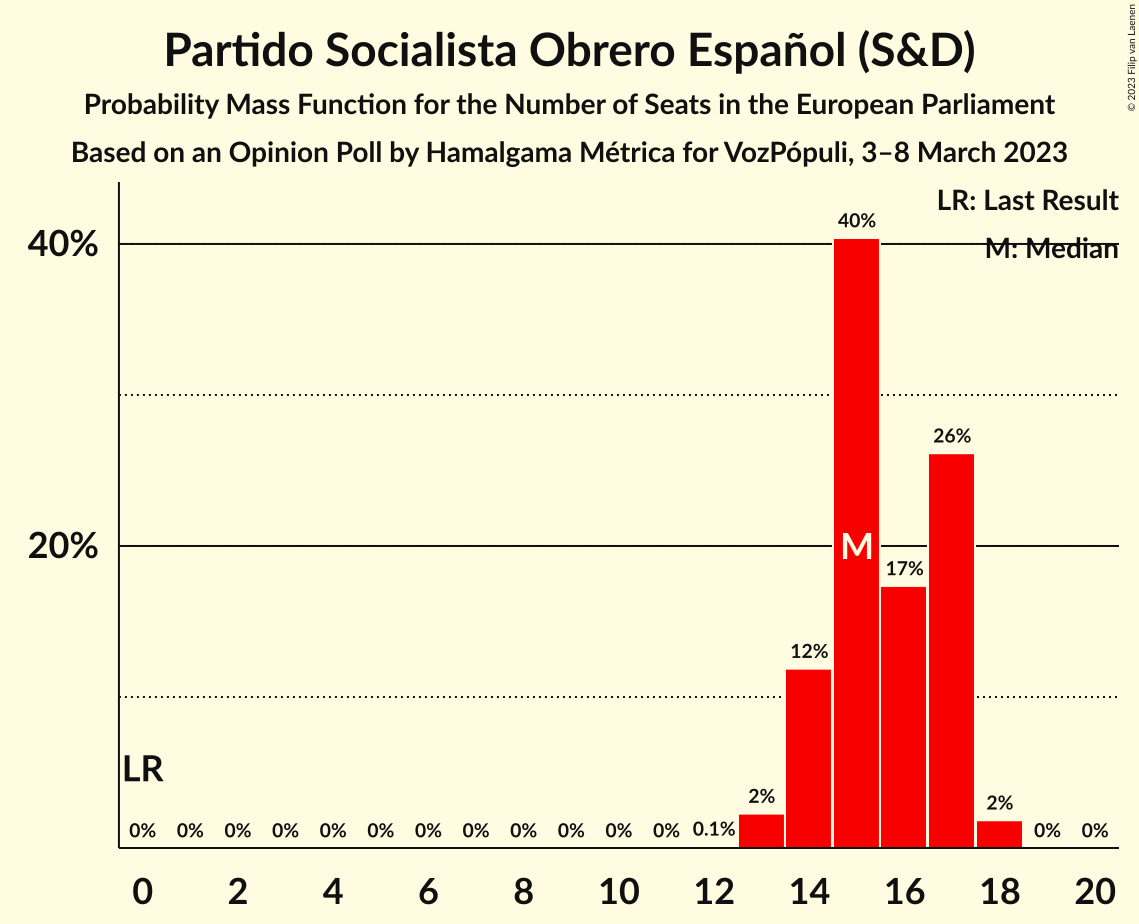 Partido Socialista Obrero Español (S&D)
Probability Mass Function for the Number of Seats in the European Parliament
Based on an Opinion Poll by Hamalgama Métrica for VozPópuli, 3–8 March 2023
© 2023 Filip van Laenen
LR: Last Result
M: Median
40%
20%
40%
26%
M
17%
12%
LR
2%
2%
0% 0% 0% 0% 0% 0% 0% 0% 0% 0% 0% 0% 0.1% 0% 0%
0 2 4 6 8 10 12 14 16 18 20